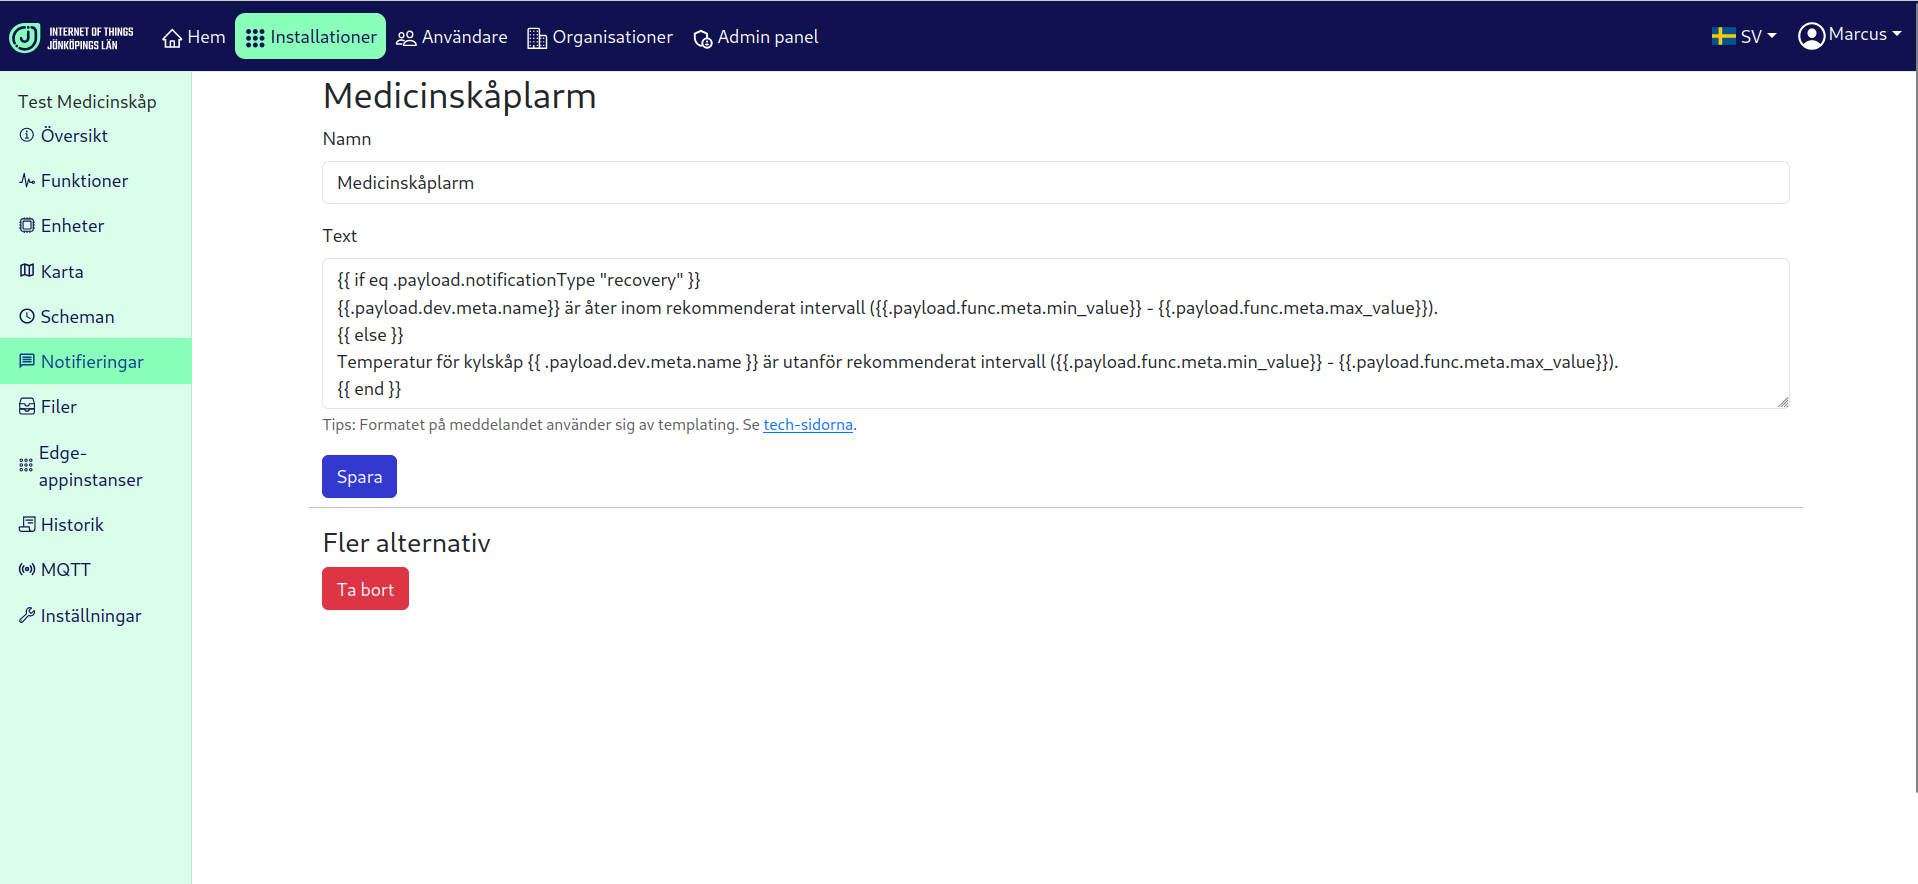 INTERNET OF THINGS
JÖNKÖPINGS LÄN
Hem
Installationer
Användare
Organisationer
Admin panel
SV
Marcus
Test Medicinskåp
Översikt
Funktioner
Enheter
Karta
Scheman
Notifieringar
Filer
Edge-
appinstanser
Historik
MQTT
Inställningar
Medicinskåplarm
Namn
Medicinskåplarm
Text
{{ if eq .payload.notificationType "recovery" }}
{{.payload.dev.meta.name}} är åter inom rekommenderat intervall ({{.payload.func.meta.min_value}} - {{.payload.func.meta.max_value}}).
{{ else }}
Temperatur för kylskåp {{ .payload.dev.meta.name }} är utanför rekommenderat intervall ({{.payload.func.meta.min_value}} - {{.payload.func.meta.max_value}}).
{{ end }}
Tips: Formatet på meddelandet använder sig av templating. Se tech-sidorna.
Spara
Fler alternativ
Ta bort